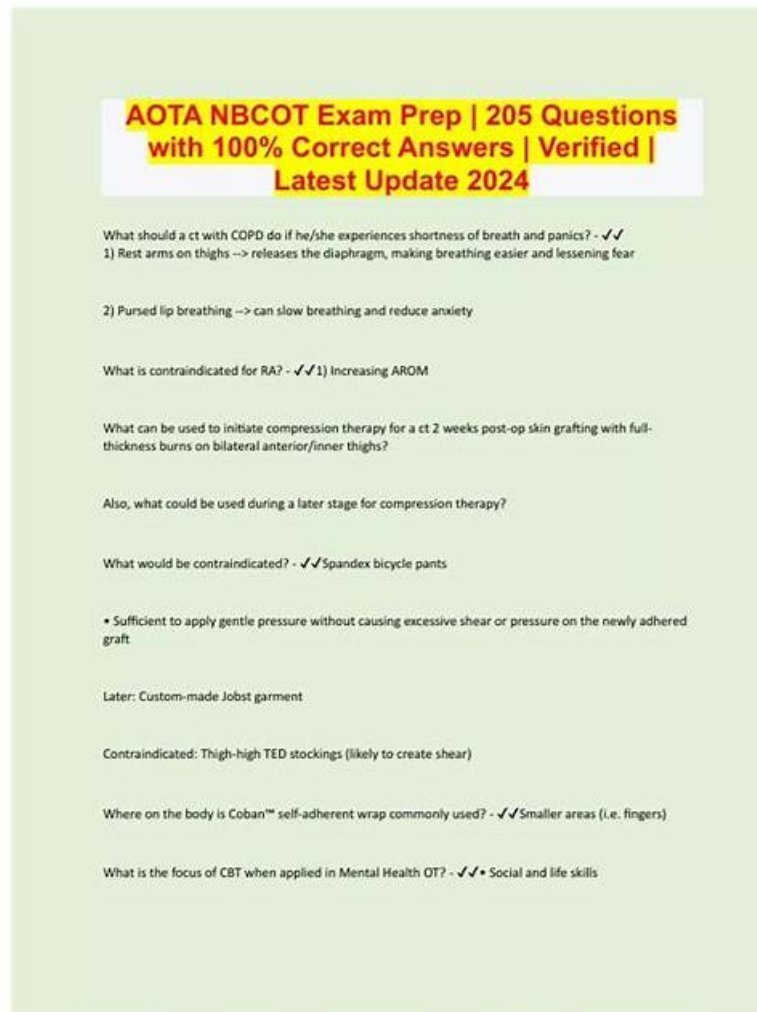 AOTA NBCOT Exam Prep | 205 Questions
with 100% Correct Answers | Verified |
Latest Update 2024
What should a ct with COPD do if he/she experiences shortness of breath and panics? - ✓✓
1) Rest arms on thighs --> releases the diaphragm, making breathing easier and lessening fear
2) Pursed lip breathing --> can slow breathing and reduce anxiety
What is contraindicated for RA? - ✓✓1) Increasing AROM
What can be used to initiate compression therapy for a ct 2 weeks post-op skin grafting with full-
thickness burns on bilateral anterior/inner thighs?
Also, what could be used during a later stage for compression therapy?
What would be contraindicated? - ✓✓Spandex bicycle pants
• Sufficient to apply gentle pressure without causing excessive shear or pressure on the newly adhered
graft
Later: Custom-made Jobst garment
Contraindicated: Thigh-high TED stockings (likely to create shear)
Where on the body is Coban™ self-adherent wrap commonly used? - ✓✓Smaller areas (i.e. fingers)
What is the focus of CBT when applied in Mental Health OT? - ✓✓• Social and life skills